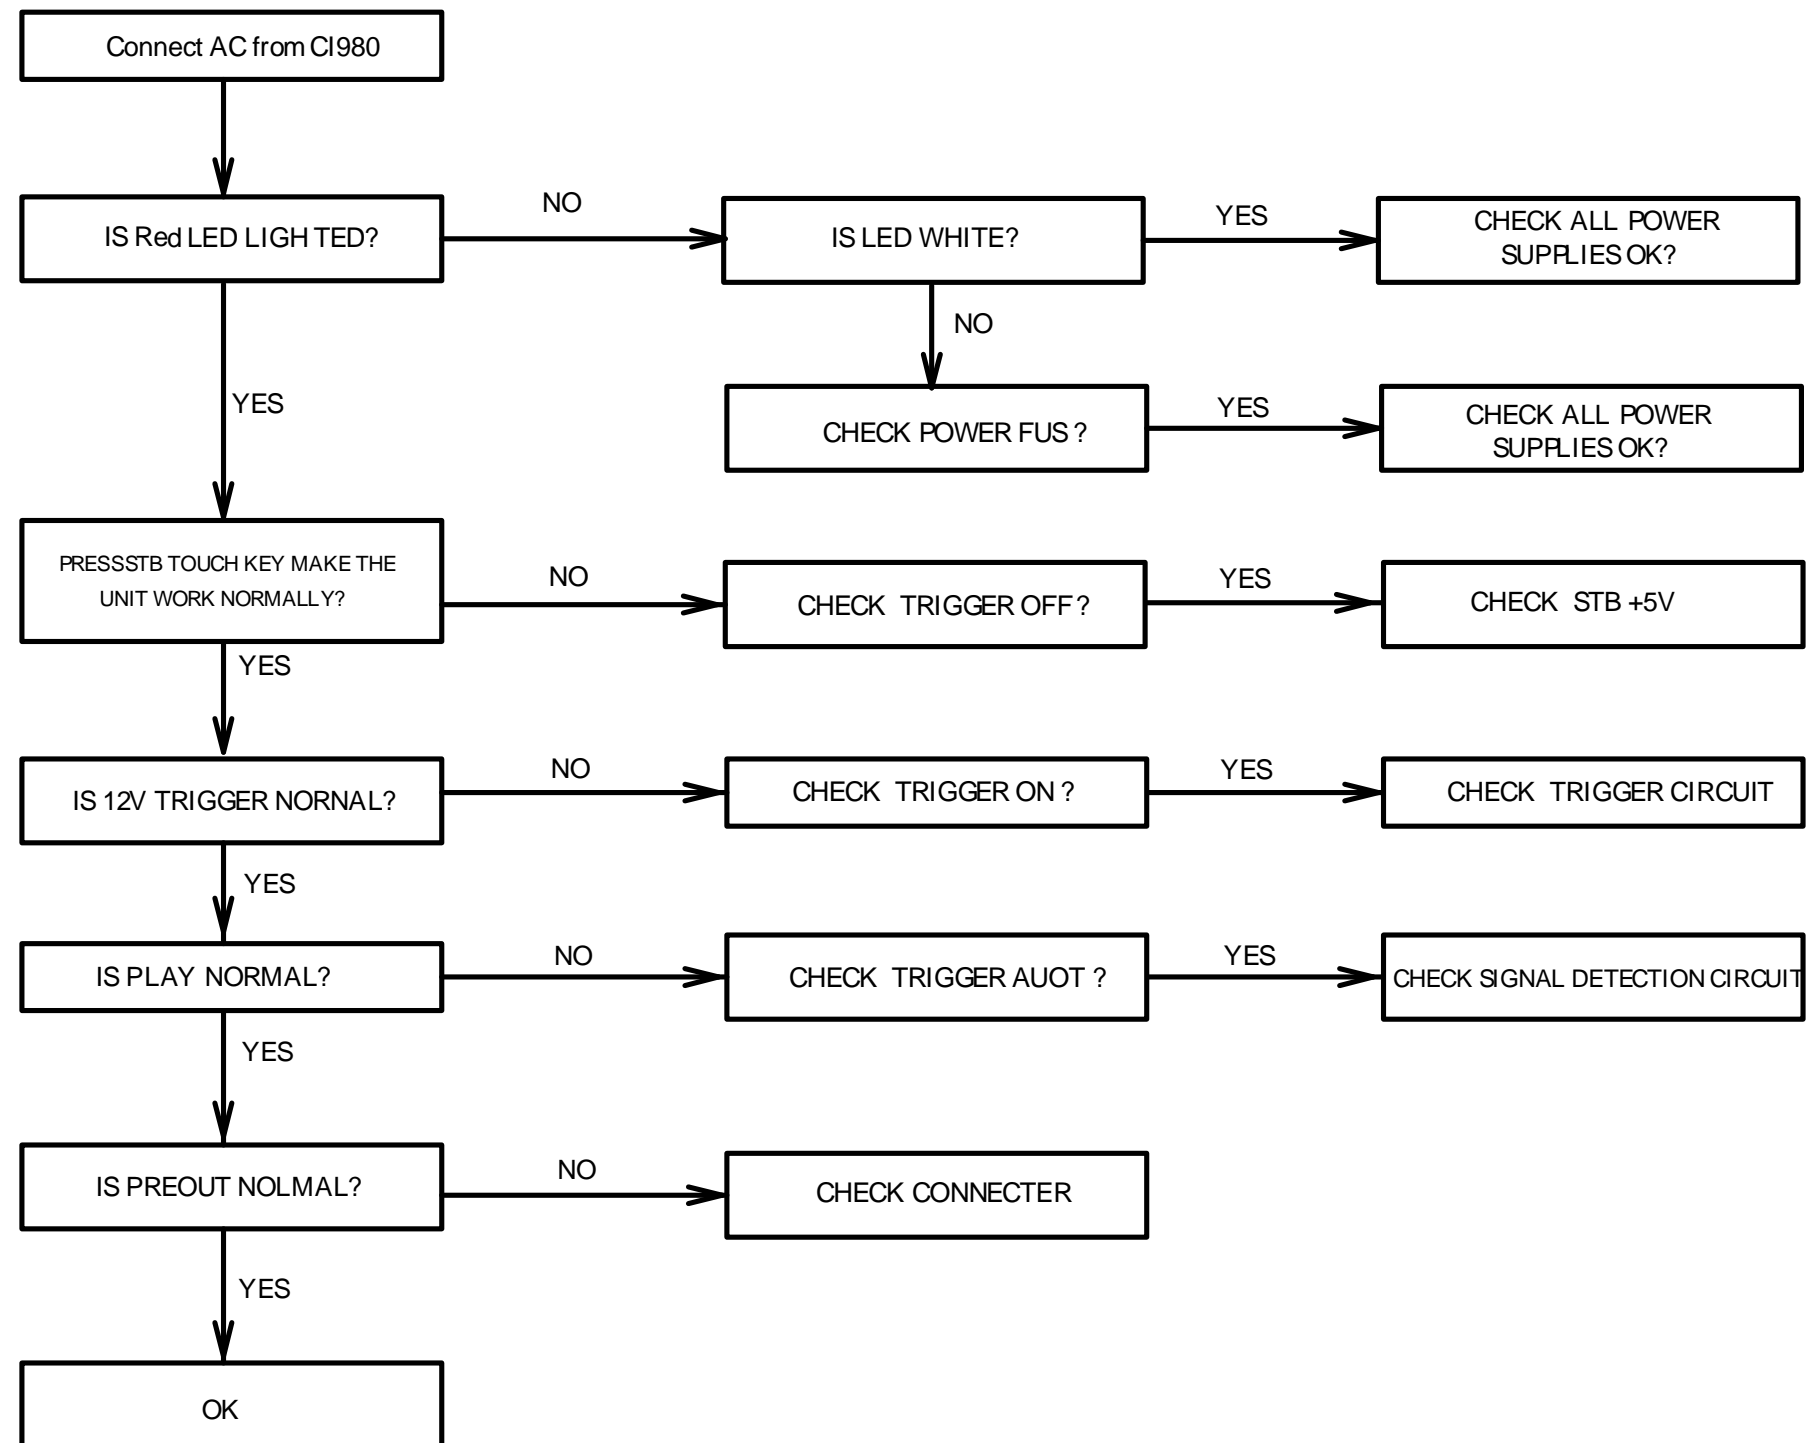 Connect AC from CI980
IS Red LED LIGHTED?
NO
IS LED WHITE?
YES
CHECK ALL POWER
SUPPLIES OK?
NO
YES
CHECK POWER FUS ?
YES
CHECK ALL POWER
SUPPLIES OK?
PRESSSTB TOUCH KEY MAKE THE
UNIT WORK NORMALLY?
NO
CHECK TRIGGER OFF ?
YES
CHECK STB +5V
YES
IS 12V TRIGGER NORNAL?
NO
CHECK TRIGGER ON ?
YES
CHECK TRIGGER CIRCUIT
YES
IS PLAY NORMAL?
NO
CHECK TRIGGER AUOT ?
YES
CHECK SIGNAL DETECTION CIRCUIT
YES
IS PREOUT NOLMAL?
NO
CHECK CONNECTER
YES
OK